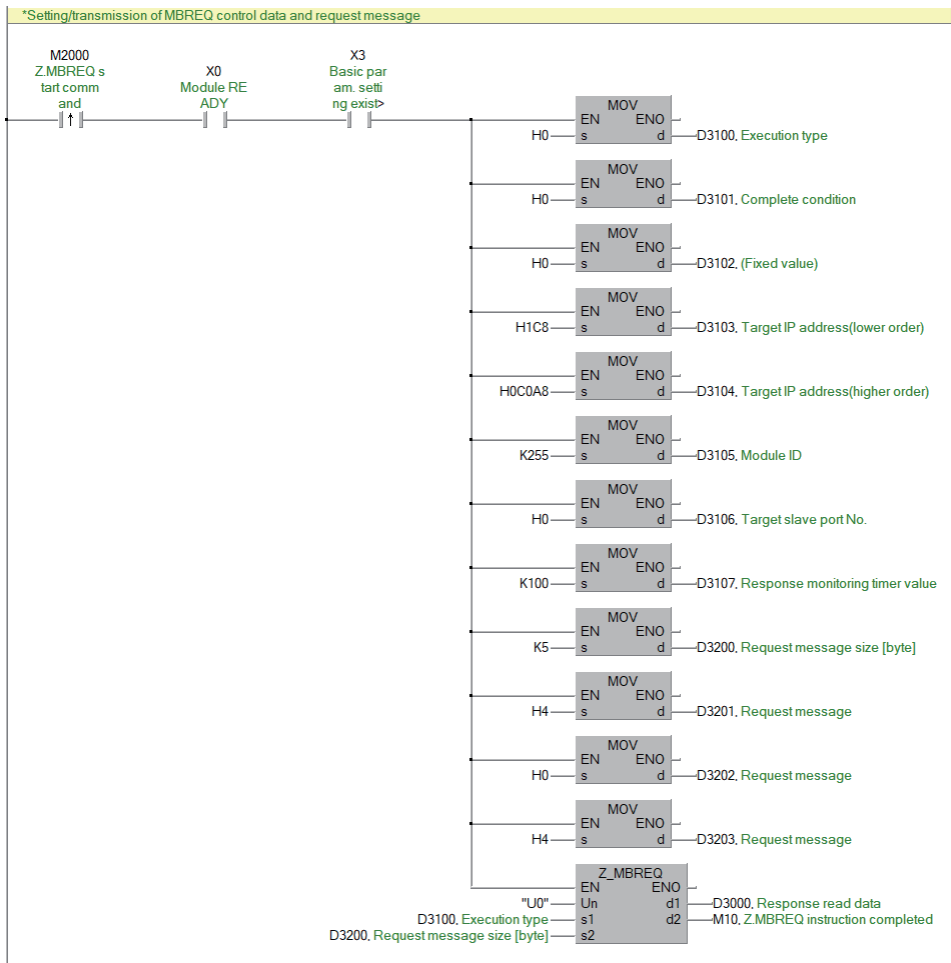 *Setting/transmission of MBREQ control data and request message
M2000
Z.MBREQ s
tart comm
and
X0
Module RE
ADY
X3
Basic par
am. setti
ng exist>
MOV
EN ENO
H0 s d D3100, Execution type
MOV
EN ENO
H0 s d D3101, Complete condition
MOV
EN ENO
H0 s d D3102, (Fixed value)
MOV
EN ENO
H1C8 s d D3103, Target IP address(lower order)
MOV
EN ENO
H0C0A8 s d D3104, Target IP address(higher order)
MOV
EN ENO
K255 s d D3105, Module ID
MOV
EN ENO
H0 s d D3106, Target slave port No.
MOV
EN ENO
K100 s d D3107, Response monitoring timer value
MOV
EN ENO
K5 s d D3200, Request message size [byte]
MOV
EN ENO
H4 s d D3201, Request message
MOV
EN ENO
H0 s d D3202, Request message
MOV
EN ENO
H4 s d D3203, Request message
Z_MBREQ
EN ENO
"U0" Un d1 D3000, Response read data
D3100, Execution type s1 d2 M10, Z.MBREQ instruction completed
D3200, Request message size [byte] s2